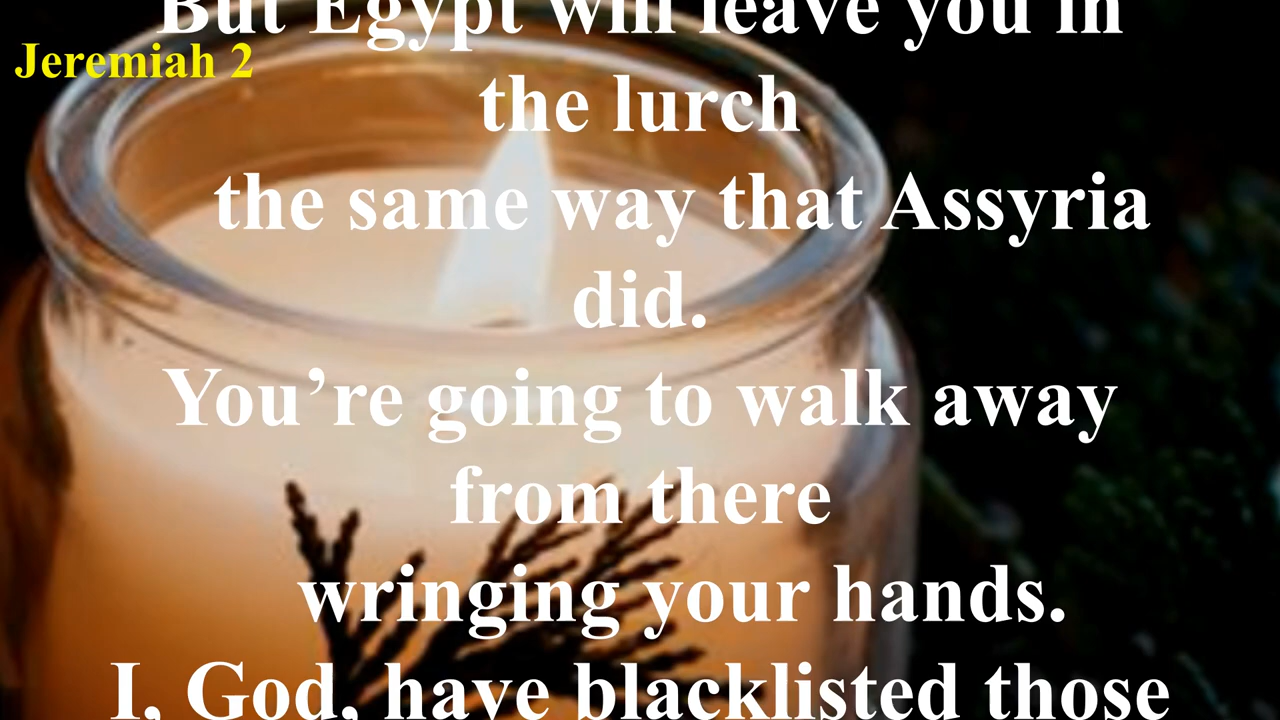 But Egypt will leave you in
Jeremiah 2
the lurch
the same way that Assyria
did.
You’re going to walk away
from there
wringing your hands.
I, God, have blacklisted those